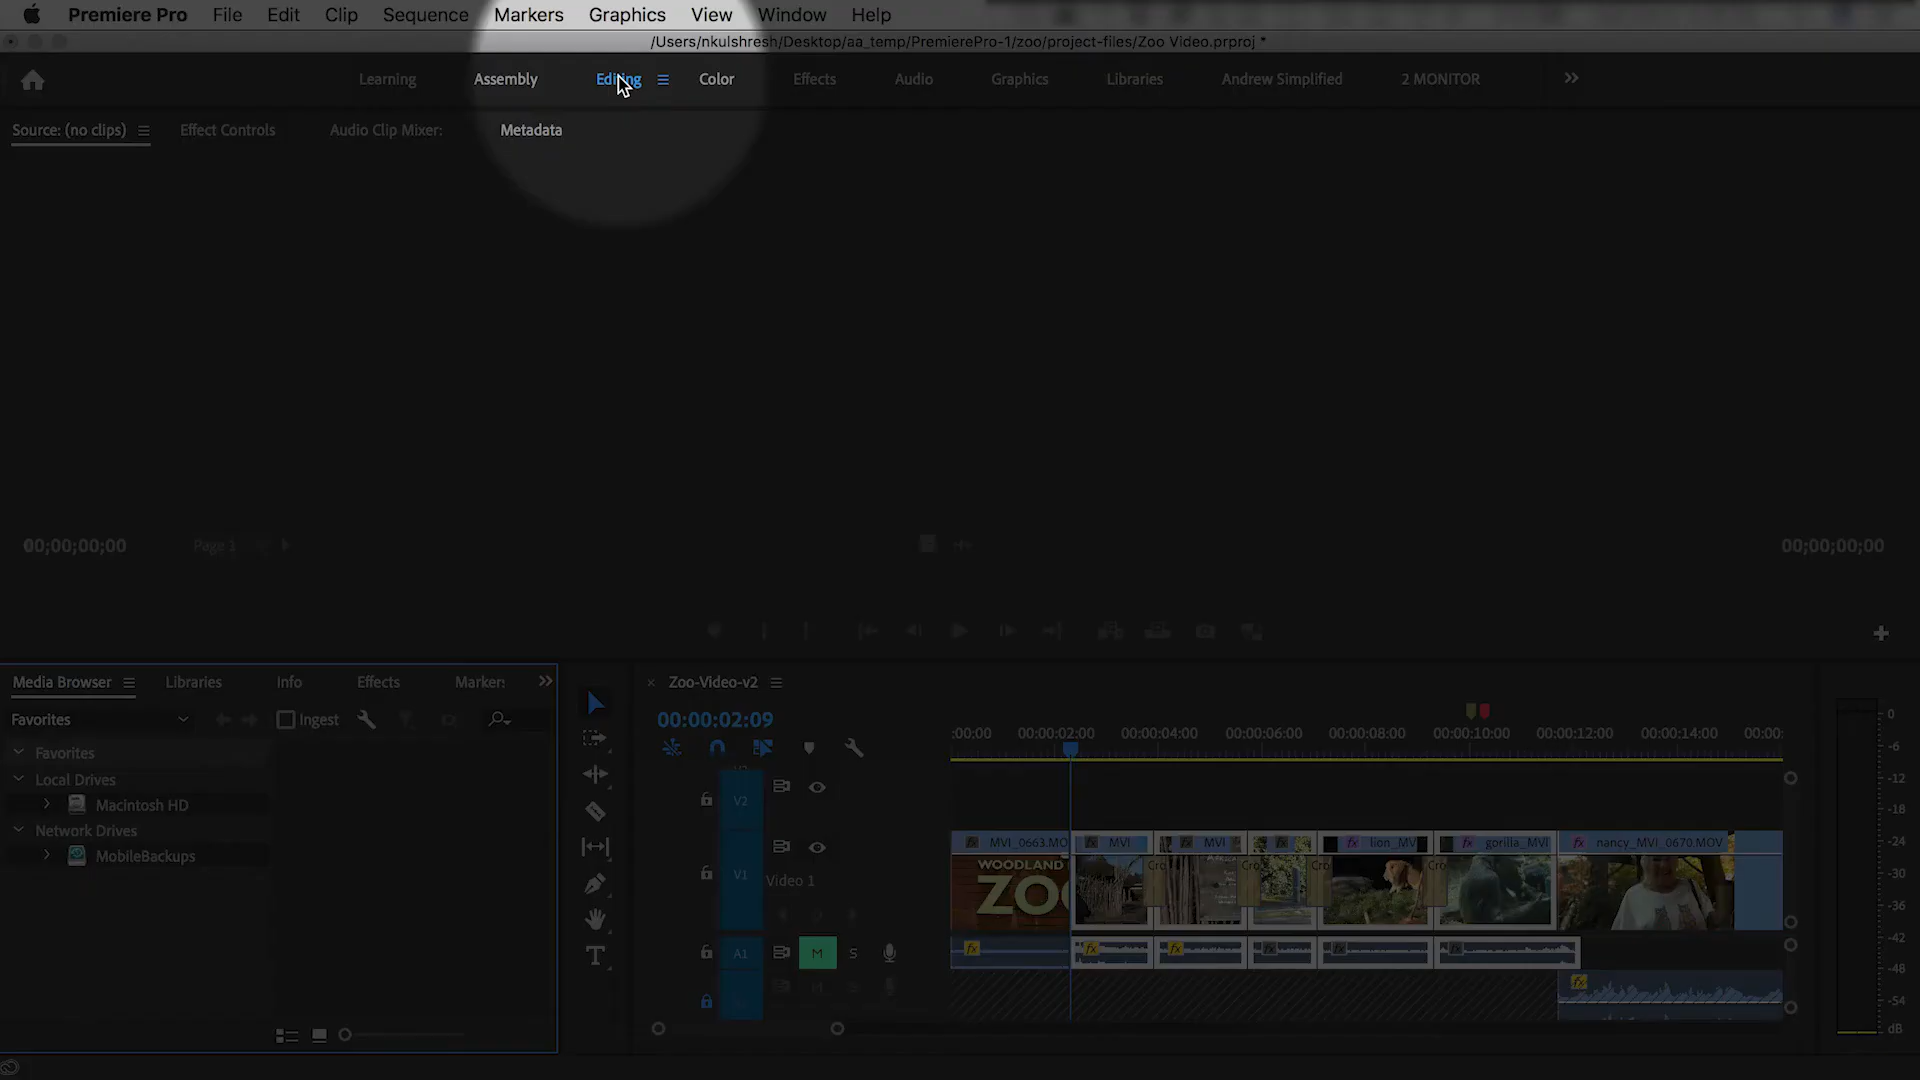 Premiere Pro File Edit Clip Sequence Markers Graphics View Window Help
/Users/nkulshresh/Desktop/aa_temp/PremierePro-1/zoo/project-files/Zoo Video.prproj *
Learning Assembly Editing Color Effects Audio Graphics Libraries Andrew Simplified 2 MONITOR
Source: (no clips) Effect Controls Audio Clip Mixer: Metadata
00;00;00;00 Page 1 00;00;00;00
Media Browser Libraries Info Effects Marker:
Favorites Ingest
Favorites
Local Drives
Macintosh HD
Network Drives
MobileBackups
Zoo-Video-v2
00:00:02:09
:00:00 00:00:02:00 00:00:04:00 00:00:06:00 00:00:08:00 00:00:10:00 00:00:12:00 00:00:14:00 00:00:
V2
MVI_0663.MO MVI MVI lion_MV gorilla_MVI nancy_MVI_0670.MOV
WOODLAND
ZOO
Cro Cro Cro Cro
V1 Video 1
A1 M S
0
-6
-12
-18
-24
-30
-36
-42
-48
-54
dB